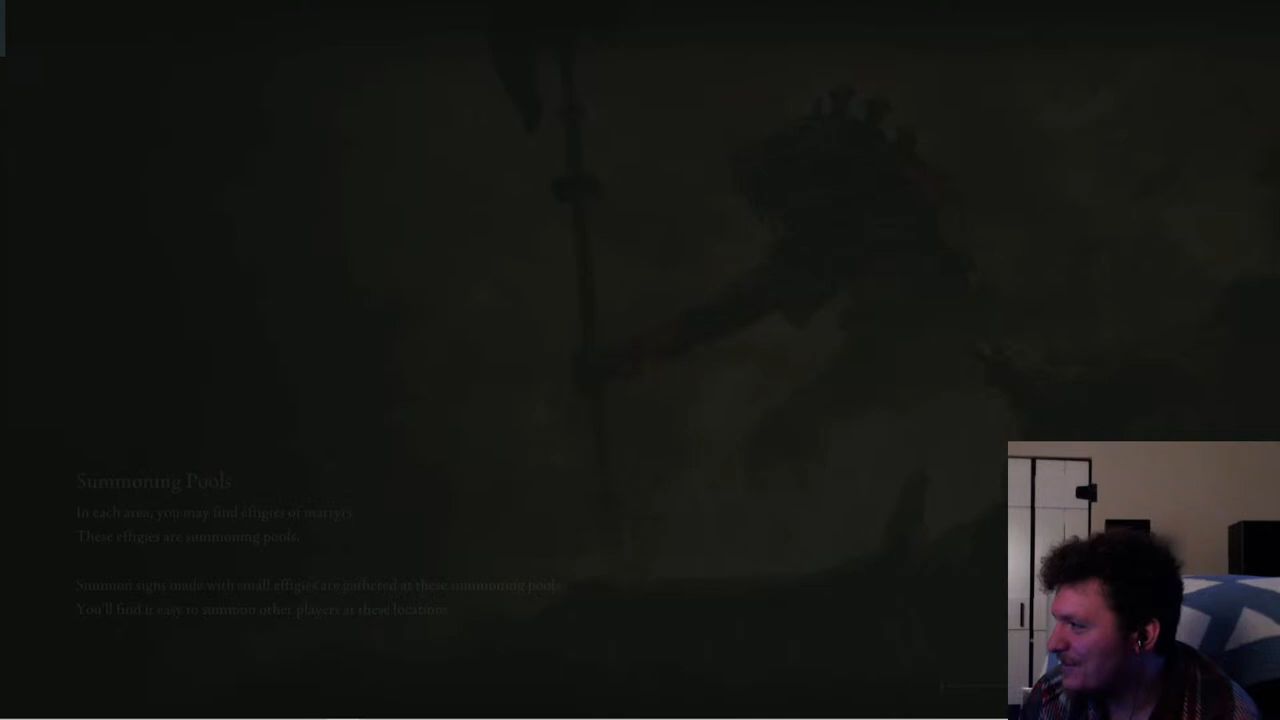 Summoning Pools
In each area, you may find effigies of martyrs.
These effigies are summoning pools.
Summon signs made with small effigies are gathered at these summoning pools.
You'll find it easy to summon other players at these locations.